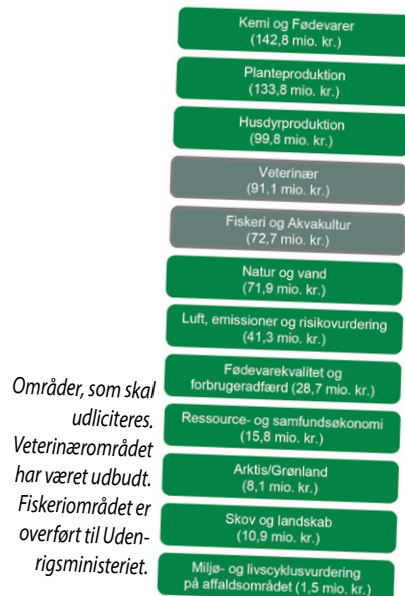 Kemi og Fødevarer
(142,8 mio. kr.)
Planteproduktion
(133,8 mio. kr.)
Husdyrproduktion
(99,8 mio. kr.)
Veterinær
(91,1 mio. kr.)
Fiskeri og Akvakultur
(72,7 mio. kr.)
Natur og vand
(71,9 mio. kr.)
Luft, emissioner og risikovurdering
(41,3 mio. kr.)
Fødevarekvalitet og
forbrugeradfærd (28,7 mio. kr.)
Ressource- og samfundsøkonomi
(15,8 mio. kr.)
Arktis/Grønland
(8,1 mio. kr.)
Skov og landskab
(10,9 mio. kr.)
Miljø- og livscyklusvurdering
på affaldsområdet (1,5 mio. kr.)
Områder, som skal
udliciteres.
Veterinærområdet
har været udbudt.
Fiskeriområdet er
overført til Uden-
rigsministeriet.